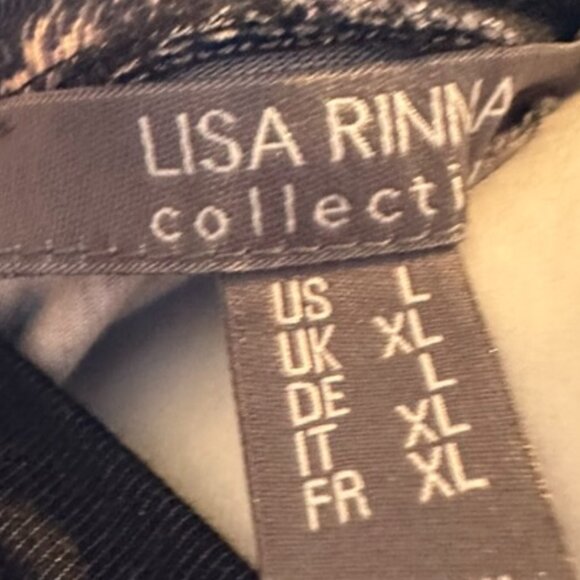 LISA RINNA
collecti
US L
UK XL
DE L
IT XL
FR XL